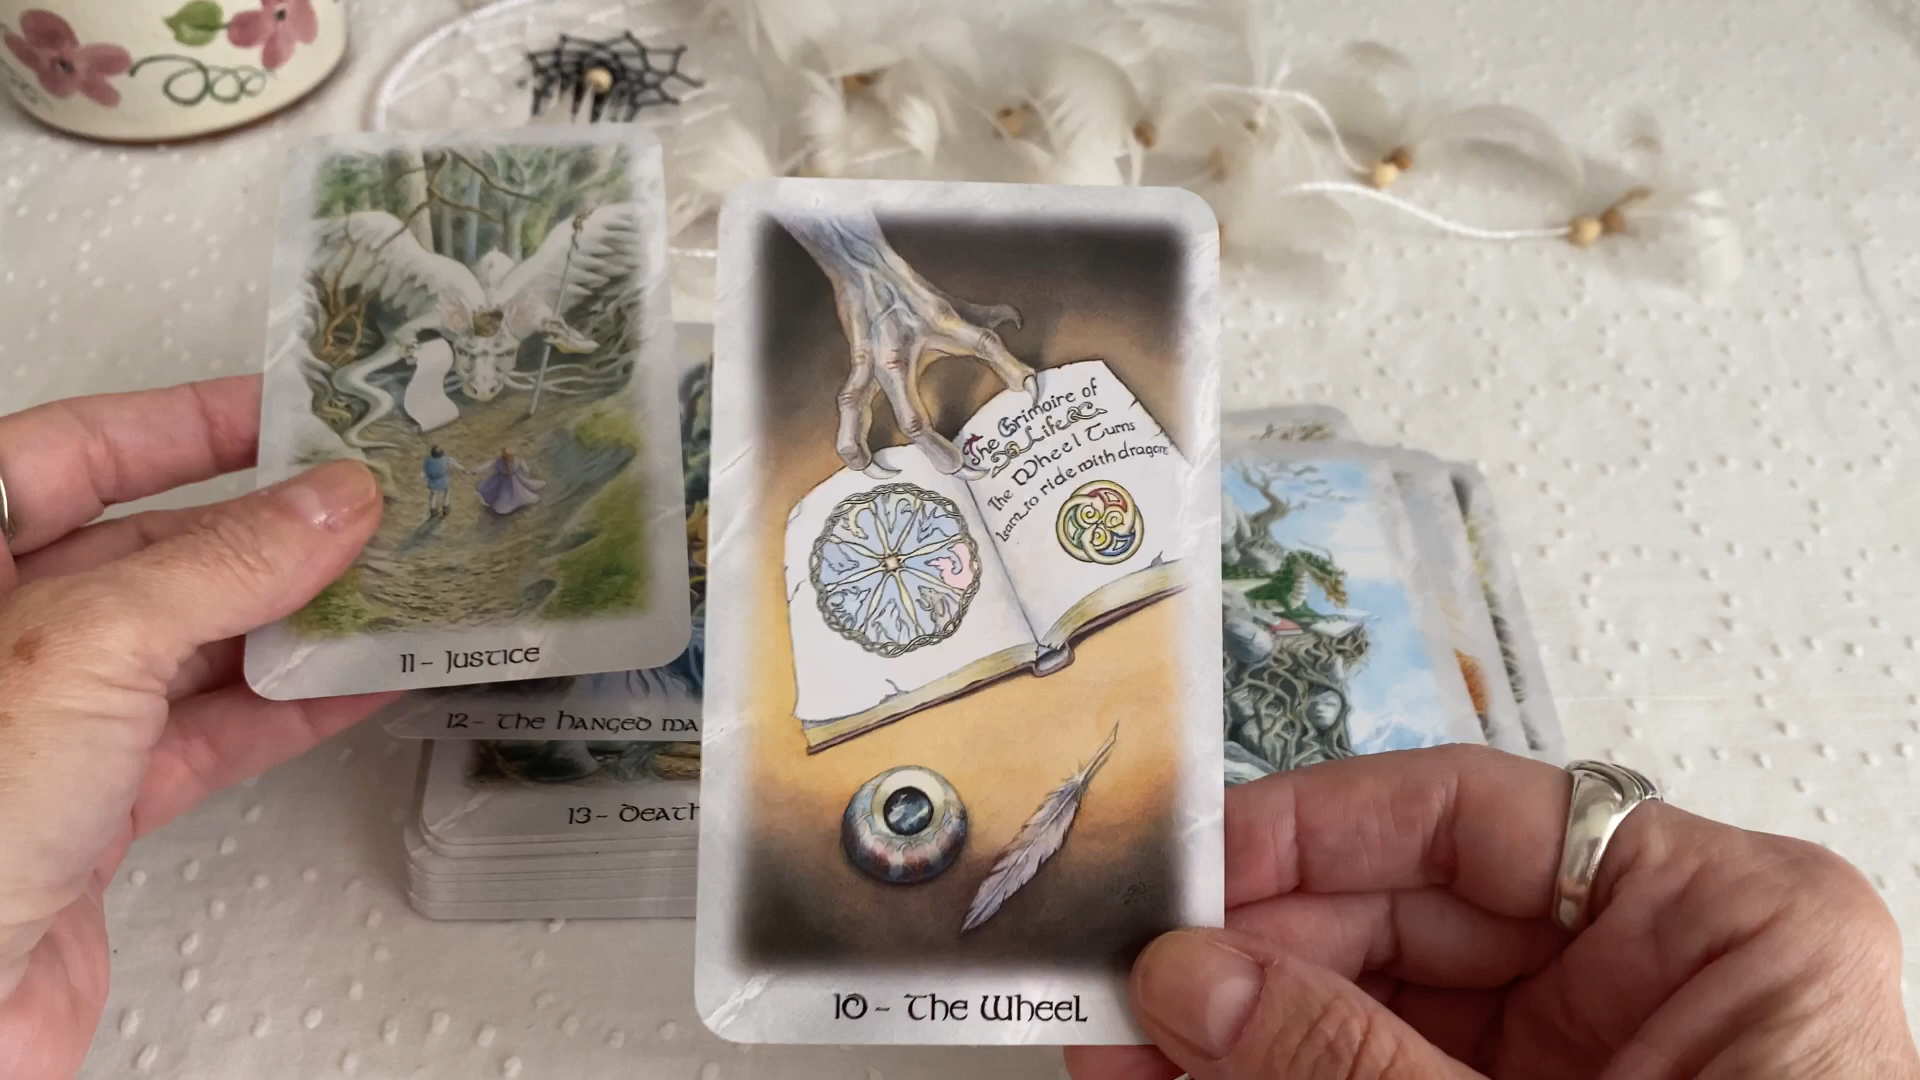 The Grimoire of
Life
The Wheel Turns
Learn to ride with dragons
10 - The Wheel
11 - Justice
12 - The Hanged Ma
13 - Death